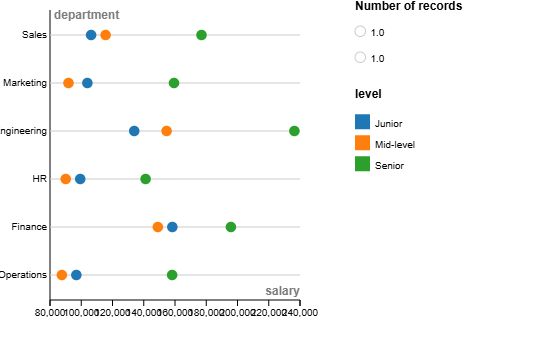 Number of records
1.0
1.0
level
Junior
Mid-level
Senior
department
Sales
Marketing
ngineering
HR
Finance
Operations
salary
80,000 100,000 120,000 140,000 160,000 180,000 200,000 220,000 240,000